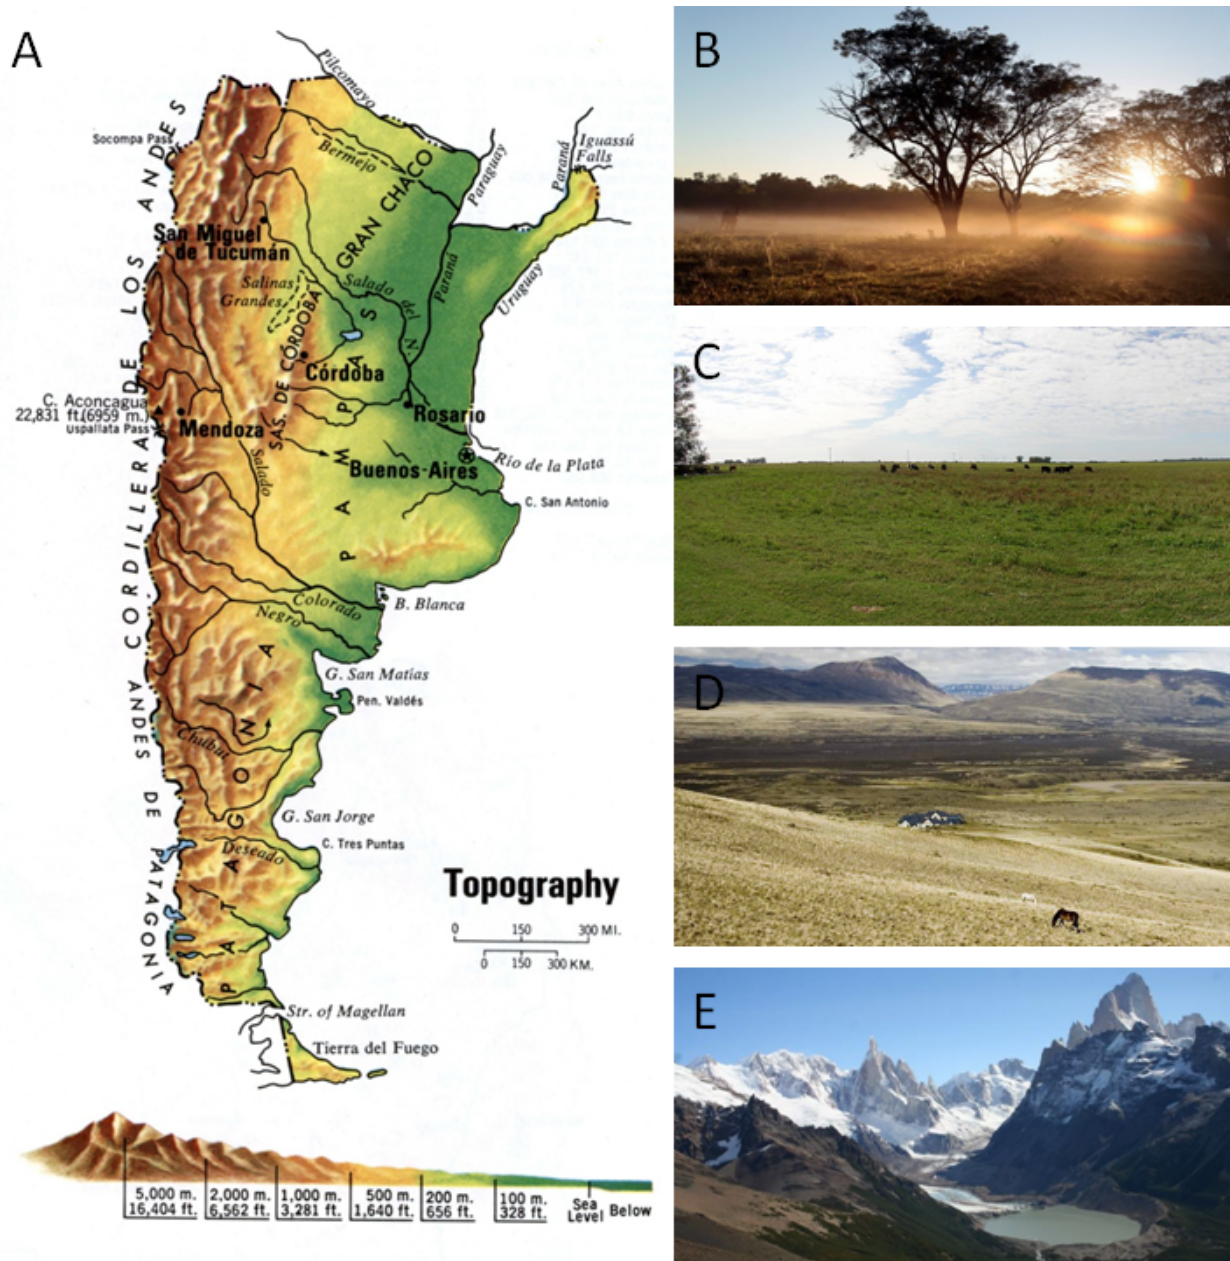 A
B
C
D
E
Pilcomayo
Socompa Pass
Bermejo
Paraguay
Paraná
Iguassú
Falls
GRAN CHACO
CORDILLERA DE LOS ANDES
San Miguel
de Tucumán
Salinas
Grandes
Salado del N.
Paraná
Uruguay
SAS. DE CÓRDOBA
Córdoba
C. Aconcagua
22,831 ft.(6959 m.)
Uspallata Pass
Mendoza
Rosario
Salado
Buenos Aires
Río de la Plata
PAMPAS
C. San Antonio
Colorado
Negro
B. Blanca
G. San Matías
Pen. Valdés
ANDES DE PATAGONIA
Chubut
PATAGONIA
G. San Jorge
Deseado
C. Tres Puntas
Topography
0 150 300 MI.
0 150 300 KM.
Str. of Magellan
Tierra del Fuego
5,000 m. 2,000 m. 1,000 m. 500 m. 200 m. 100 m. Sea
16,404 ft. 6,562 ft. 3,281 ft. 1,640 ft. 656 ft. 328 ft. Level Below